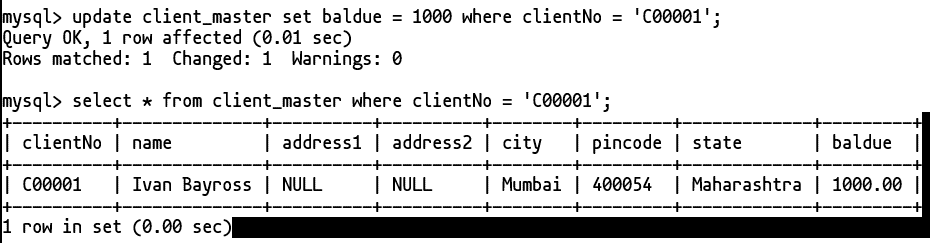 mysql> update client_master set baldue = 1000 where clientNo = 'C00001';
Query OK, 1 row affected (0.01 sec)
Rows matched: 1  Changed: 1  Warnings: 0

mysql> select * from client_master where clientNo = 'C00001';
+----------+--------------+----------+----------+--------+---------+-------------+---------+
| clientNo | name         | address1 | address2 | city   | pincode | state       | baldue  |
+----------+--------------+----------+----------+--------+---------+-------------+---------+
| C00001   | Ivan Bayross | NULL     | NULL     | Mumbai | 400054  | Maharashtra | 1000.00 |
+----------+--------------+----------+----------+--------+---------+-------------+---------+
1 row in set (0.00 sec)